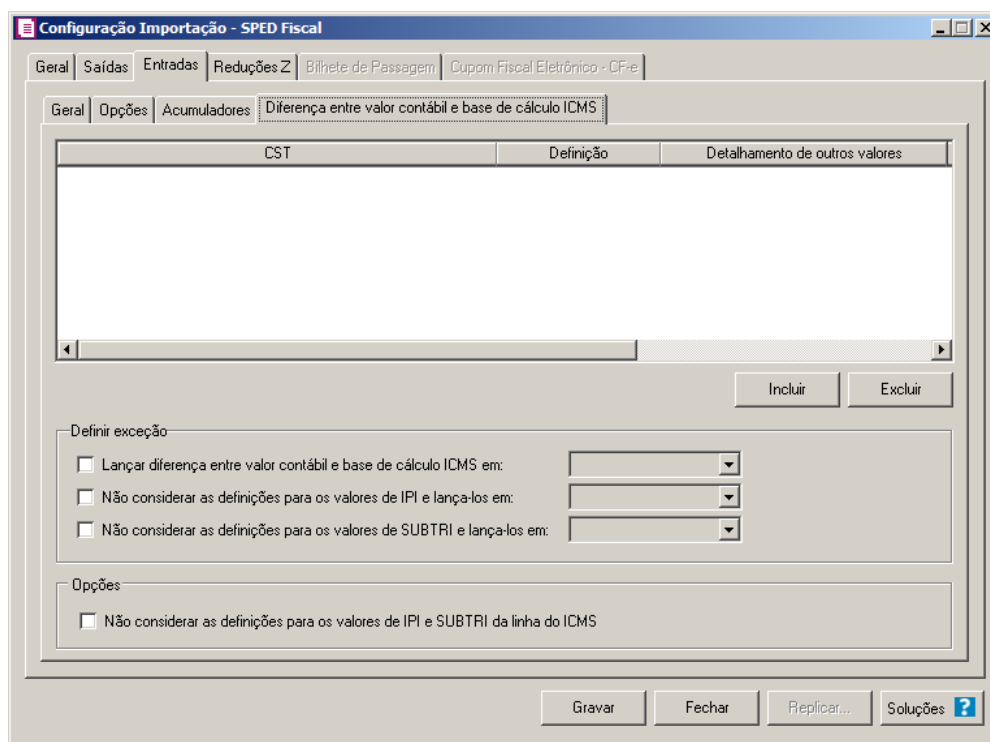 Configuração Importação - SPED Fiscal
Geral Saídas Entradas Reduções Z Bilhete de Passagem Cupom Fiscal Eletrônico - CF-e
Geral Opções Acumuladores Diferença entre valor contábil e base de cálculo ICMS
CST Definição Detalhamento de outros valores
Incluir Excluir
Definir exceção
Lançar diferença entre valor contábil e base de cálculo ICMS em:
Não considerar as definições para os valores de IPI e lança-los em:
Não considerar as definições para os valores de SUBTRI e lança-los em:
Opções
Não considerar as definições para os valores de IPI e SUBTRI da linha do ICMS
Gravar Fechar Replicar... Soluções ?